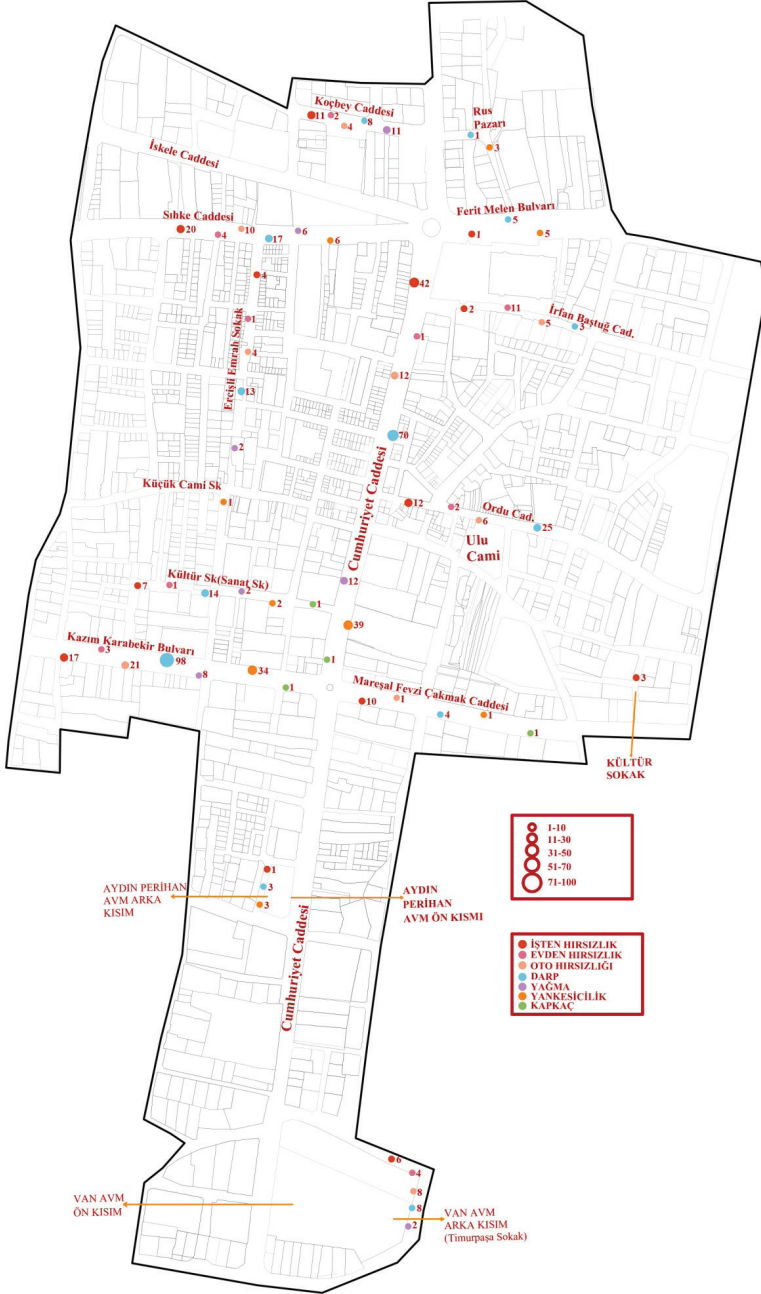 Koçbey Caddesi
11
2
4
8
11
Rus
Pazarı
1
3
İskele Caddesi
Sıhke Caddesi
20
4
10
17
6
6
Ferit Melen Bulvarı
5
1
5
4
42
2
11
5
3
İrfan Baştuğ Cad.
1
1
4
Ercişli Emrah Sokak
12
13
70
2
Cumhuriyet Caddesi
Küçük Cami Sk
1
12
2
6
Ordu Cad.
25
Ulu
Cami
Kültür Sk(Sanat Sk)
7
1
14
2
2
1
12
39
Kazım Karabekir Bulvarı
17
3
21
98
8
34
1
1
Mareşal Fevzi Çakmak Caddesi
10
1
4
1
1
3
KÜLTÜR
SOKAK
1-10
11-30
31-50
51-70
71-100
1
3
3
AYDIN PERİHAN
AVM ARKA
KISIM
AYDIN
PERİHAN
AVM ÖN KISMI
Cumhuriyet Caddesi
İŞTEN HIRSIZLIK
EVDEN HIRSIZLIK
OTO HIRSIZLIĞI
DARP
YAĞMA
YANKESİCİLİK
KAPKAÇ
6
4
8
8
2
VAN AVM
ÖN KISIM
VAN AVM
ARKA KISIM
(Timurpaşa Sokak)